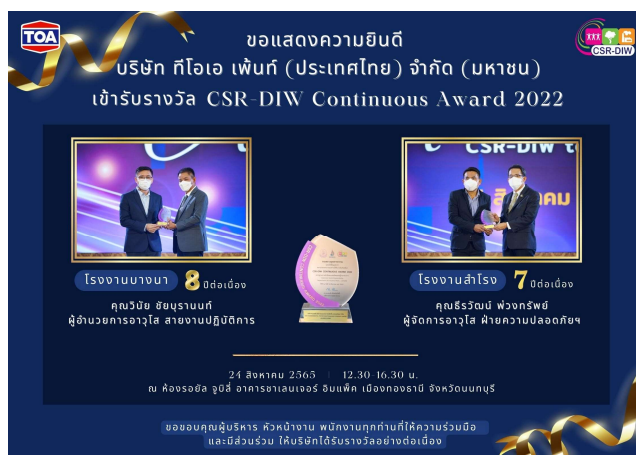 TOA
CSR-DIW
ขอแสดงความยินดี
บริษัท ทีโอเอ เพ้นท์ (ประเทศไทย) จำกัด (มหาชน)
เข้ารับรางวัล CSR-DIW Continuous Award 2022
CSR-DIW
โรงงานบางนา 8 ปีต่อเนื่อง
คุณวินัย ชัยบุรานนท์
ผู้อำนวยการอาวุโส สายงานปฏิบัติการ
โรงงานสำโรง 7 ปีต่อเนื่อง
คุณธีรวัฒน์ พ่วงทรัพย์
ผู้จัดการอาวุโส ฝ่ายความปลอดภัยฯ
24 สิงหาคม 2565 | 12.30-16.30 น.
ณ ห้องรอยัล จูบิลี่ อาคารชาเลนเจอร์ อิมแพ็ค เมืองทองธานี จังหวัดนนทบุรี
ขอขอบคุณผู้บริหาร หัวหน้างาน พนักงานทุกท่านที่ให้ความร่วมมือ
และมีส่วนร่วม ให้บริษัทได้รับรางวัลอย่างต่อเนื่อง